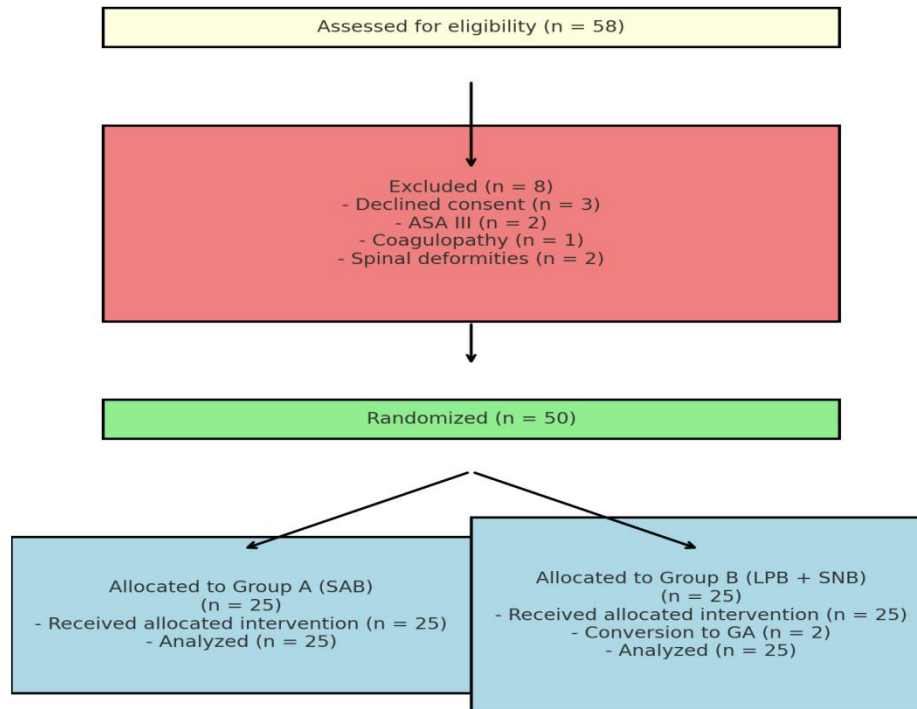 Assessed for eligibility (n = 58)
Excluded (n = 8)
- Declined consent (n = 3)
- ASA III (n = 2)
- Coagulopathy (n = 1)
- Spinal deformities (n = 2)
Randomized (n = 50)
Allocated to Group A (SAB)
(n = 25)
- Received allocated intervention (n = 25)
- Analyzed (n = 25)
Allocated to Group B (LPB + SNB)
(n = 25)
- Received allocated intervention (n = 25)
- Conversion to GA (n = 2)
- Analyzed (n = 25)